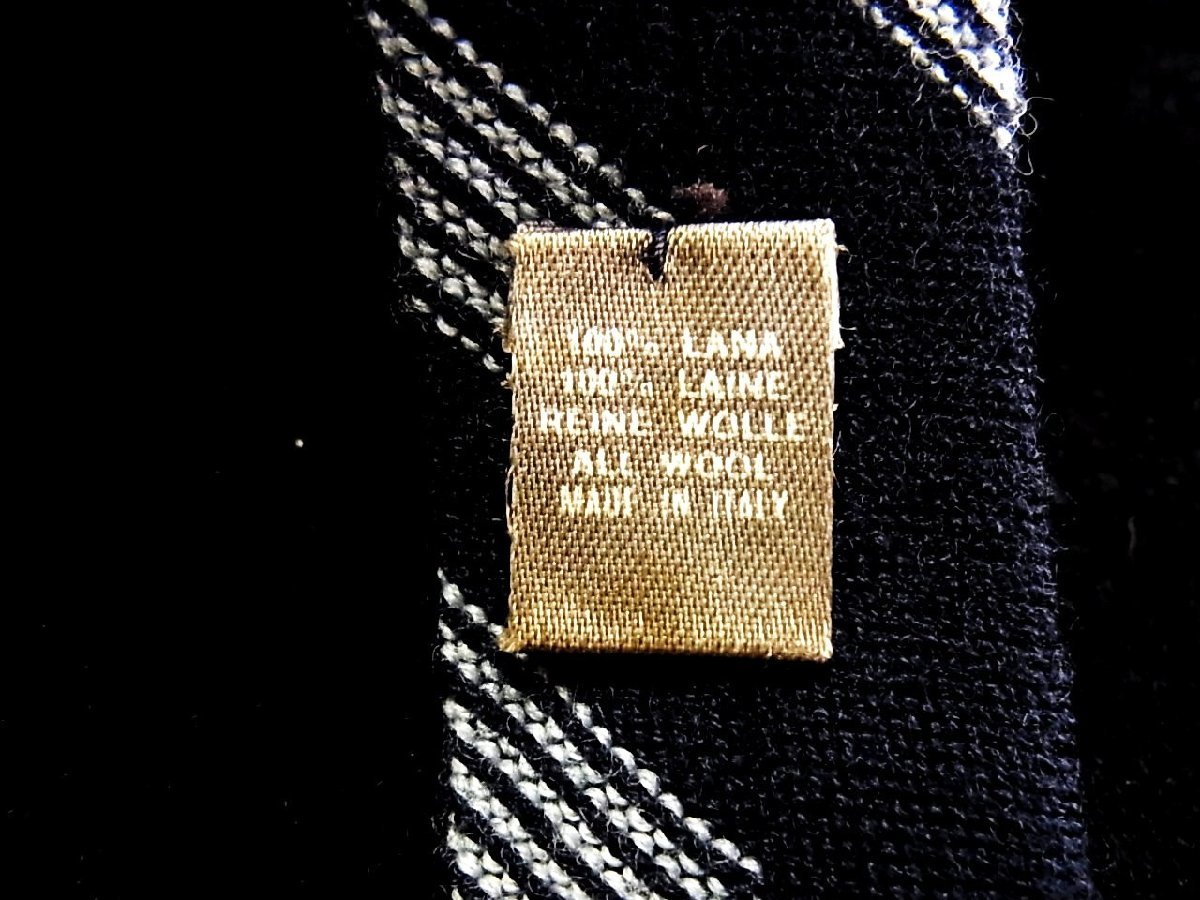 100% LANA
100% LAINE
REINE WOLLE
ALL WOOL
MADE IN ITALY